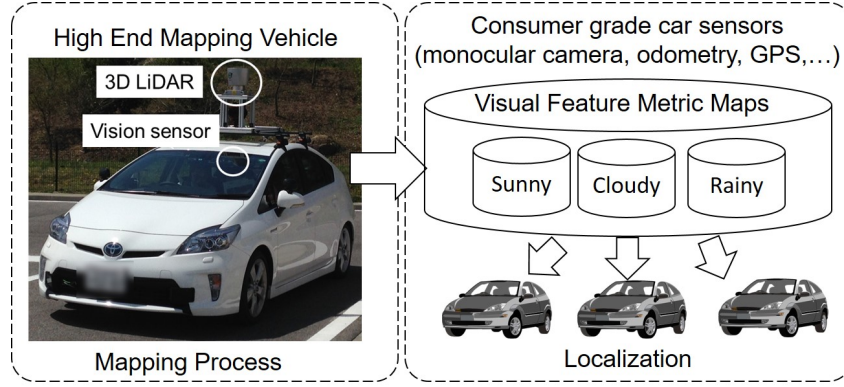 High End Mapping Vehicle
3D LiDAR
Vision sensor
Mapping Process
Consumer grade car sensors
(monocular camera, odometry, GPS,...)
Visual Feature Metric Maps
Sunny
Cloudy
Rainy
Localization